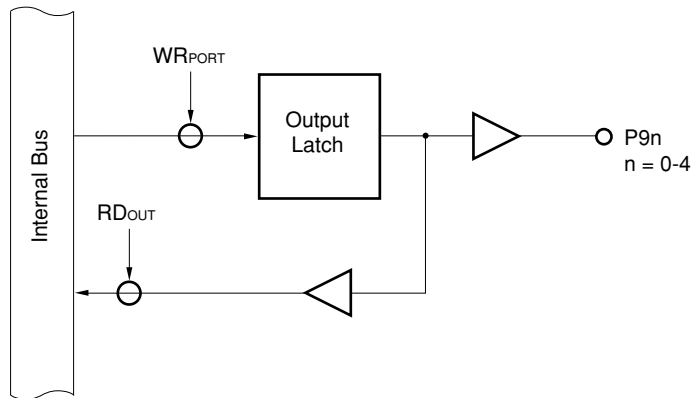 WRPORT
Internal Bus
Output
Latch
P9n
n = 0-4
RDOUT